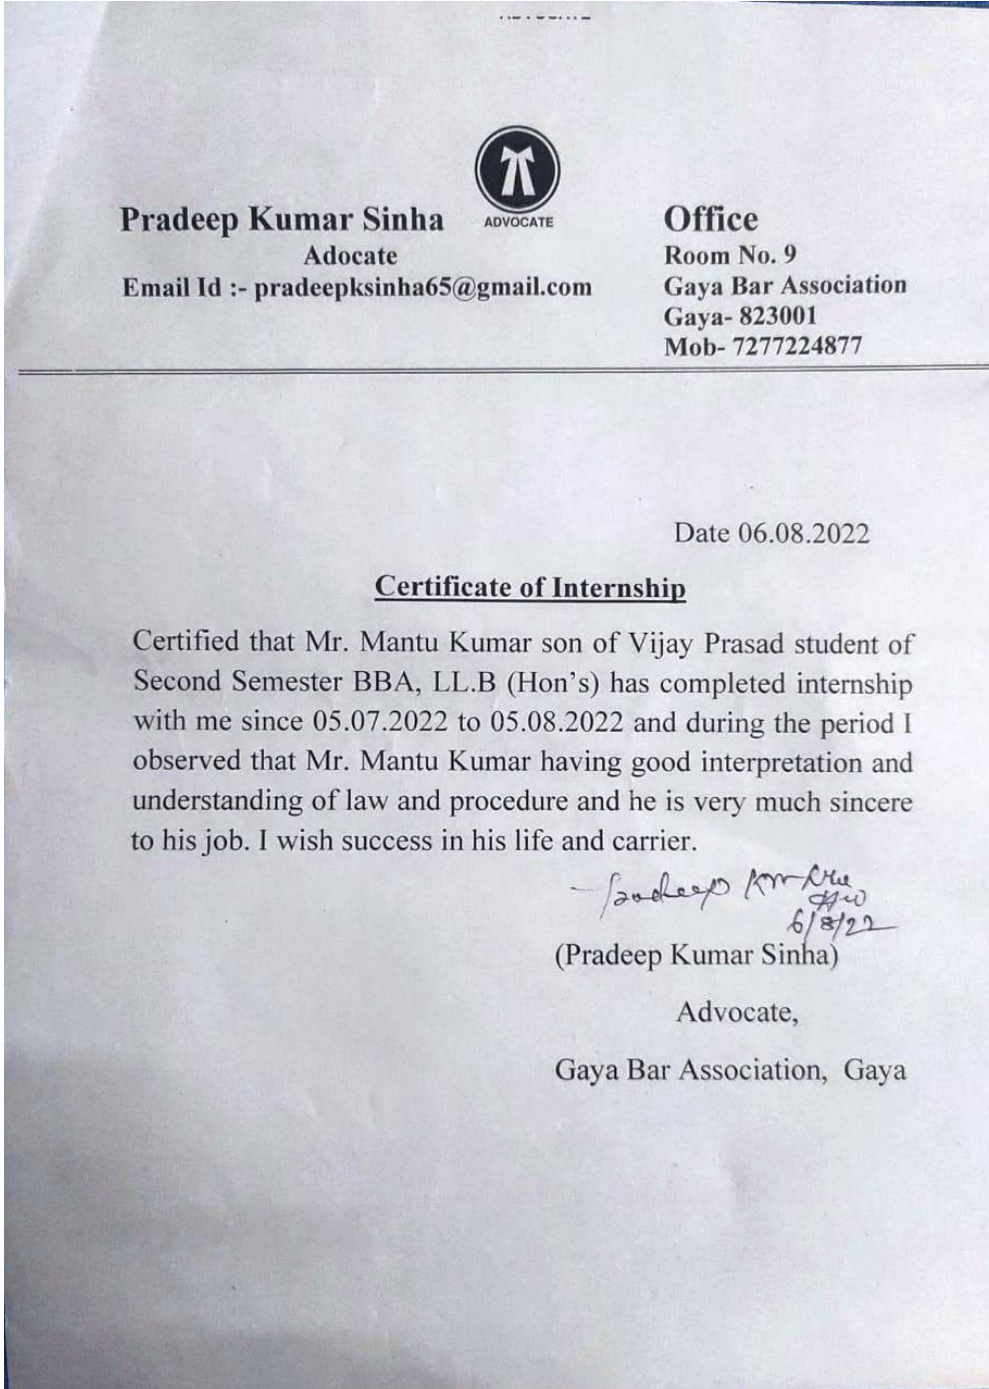 ADVOCATE
Pradeep Kumar Sinha
Adocate
Email Id :- pradeepksinha65@gmail.com
Office
Room No. 9
Gaya Bar Association
Gaya- 823001
Mob- 7277224877
Date 06.08.2022
Certificate of Internship
Certified that Mr. Mantu Kumar son of Vijay Prasad student of
Second Semester BBA, LL.B (Hon’s) has completed internship
with me since 05.07.2022 to 05.08.2022 and during the period I
observed that Mr. Mantu Kumar having good interpretation and
understanding of law and procedure and he is very much sincere
to his job. I wish success in his life and carrier.
Pradeep Kmr
6/8/22
(Pradeep Kumar Sinha)
Advocate,
Gaya Bar Association, Gaya